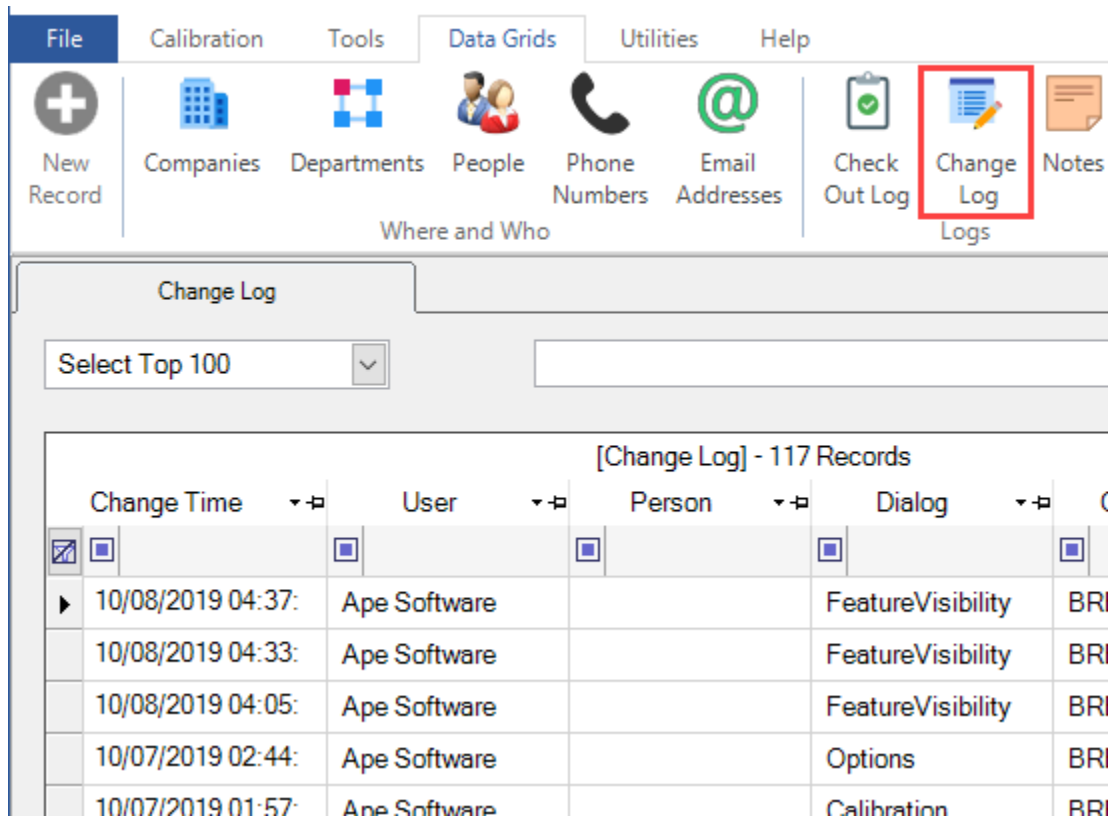 File Calibration Tools Data Grids Utilities Help
New Record Companies Departments People Phone Numbers Email Addresses Check Out Log Change Log Notes
Where and Who Logs
Change Log
Select Top 100
[Change Log] - 117 Records
Change Time User Person Dialog
10/08/2019 04:37: Ape Software FeatureVisibility
10/08/2019 04:33: Ape Software FeatureVisibility
10/08/2019 04:05: Ape Software FeatureVisibility
10/07/2019 02:44: Ape Software Options
10/07/2019 01:57: Ape Software Calibration